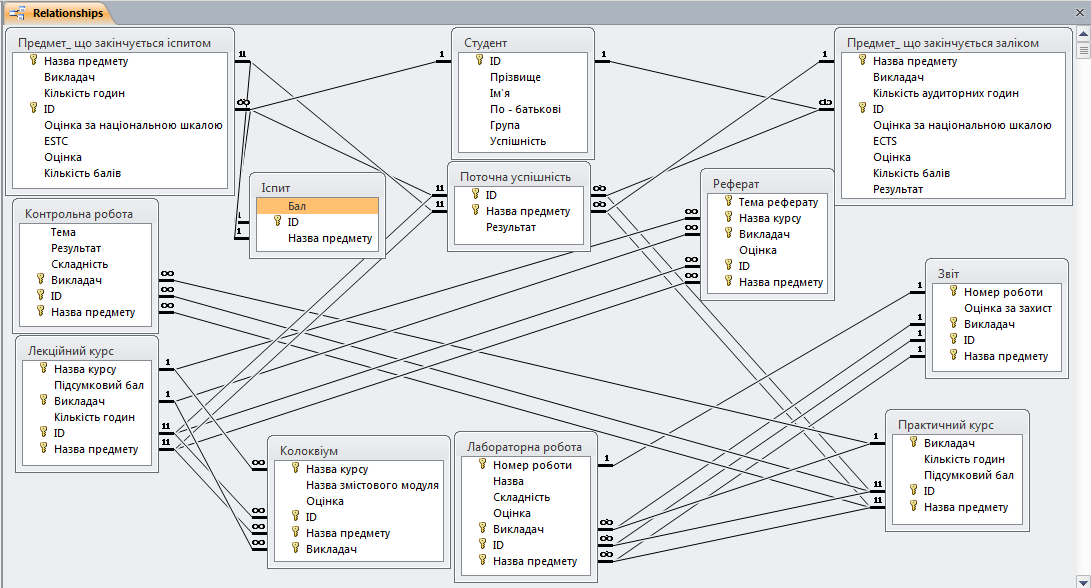 Relationships
Предмет_ що закінчується іспитом
Назва предмету
Викладач
Кількість годин
ID
Оцінка за національною шкалою
ESTC
Оцінка
Кількість балів
Студент
ID
Прізвище
Ім'я
По - батькові
Група
Успішність
Предмет_ що закінчується заліком
Назва предмету
Викладач
Кількість аудиторних годин
ID
Оцінка за національною шкалою
ECTS
Оцінка
Кількість балів
Результат
Іспит
Бал
ID
Назва предмету
Поточна успішність
ID
Назва предмету
Результат
Реферат
Тема реферату
Назва курсу
Викладач
Оцінка
ID
Назва предмету
Контрольна робота
Тема
Результат
Складність
Викладач
ID
Назва предмету
Звіт
Номер роботи
Оцінка за захист
Викладач
ID
Назва предмету
Лекційний курс
Назва курсу
Підсумковий бал
Викладач
Кількість годин
ID
Назва предмету
Колоквіум
Назва курсу
Назва змістового модуля
Оцінка
ID
Назва предмету
Викладач
Лабораторна робота
Номер роботи
Назва
Складність
Оцінка
Викладач
ID
Назва предмету
Практичний курс
Викладач
Кількість годин
Підсумковий бал
ID
Назва предмету